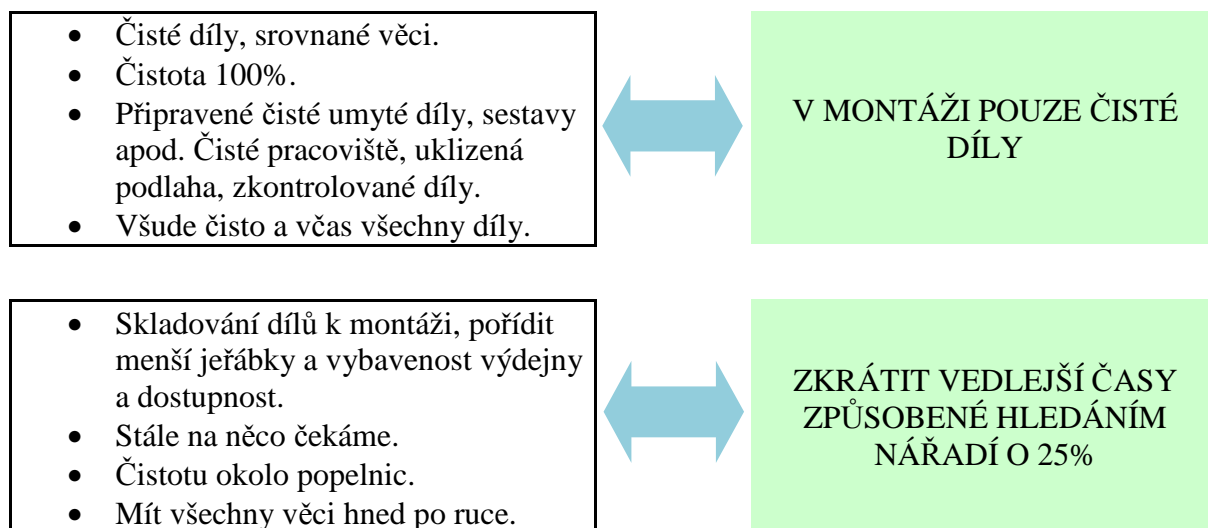 • Čisté díly, srovnané věci.
• Čistota 100%.
• Připravené čisté umyté díly, sestavy
apod. Čisté pracoviště, uklizená
podlaha, zkontrolované díly.
• Všude čisto a včas všechny díly.
V MONTÁŽI POUZE ČISTÉ
DÍLY
• Skladování dílů k montáži, pořídit
menší jeřábky a vybavenost výdejny
a dostupnost.
• Stále na něco čekáme.
• Čistotu okolo popelnic.
• Mít všechny věci hned po ruce.
ZKRÁTIT VEDLEJŠÍ ČASY
ZPŮSOBENÉ HLEDÁNÍM
NÁŘADÍ O 25%